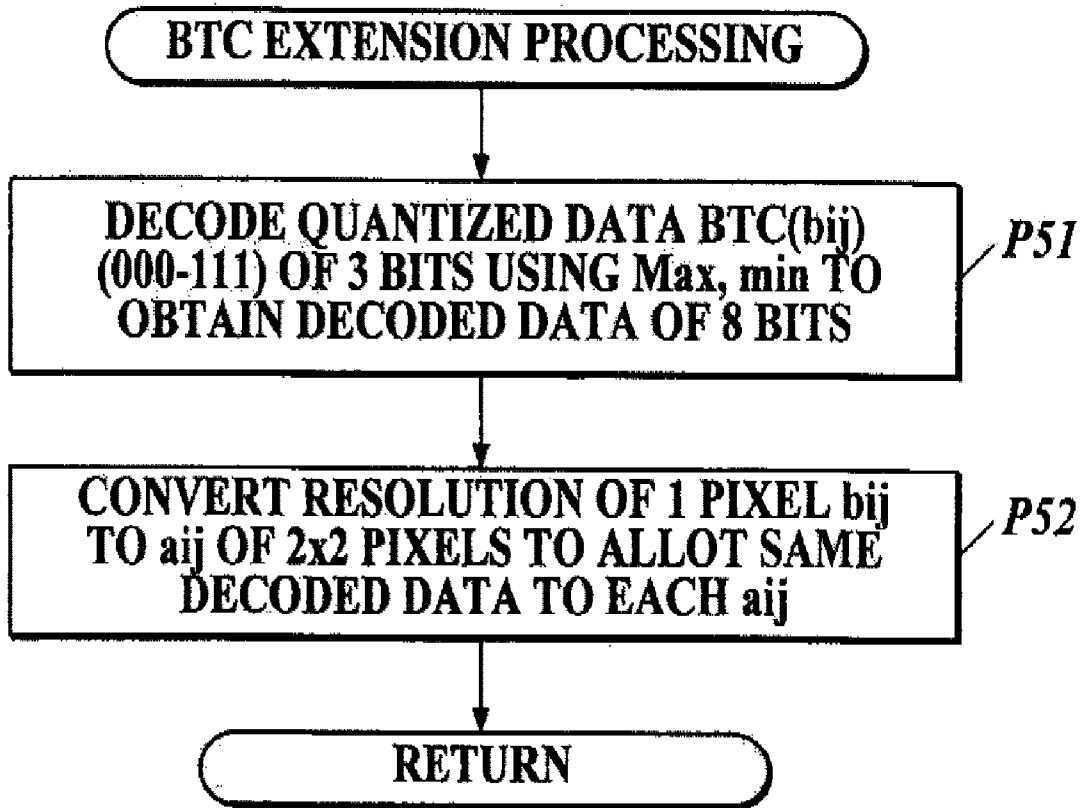 BTC EXTENSION PROCESSING
DECODE QUANTIZED DATA BTC(bij)
(000-111) OF 3 BITS USING Max, min TO
OBTAIN DECODED DATA OF 8 BITS
P51
CONVERT RESOLUTION OF 1 PIXEL bij
TO aij OF 2x2 PIXELS TO ALLOT SAME
DECODED DATA TO EACH aij
P52
RETURN